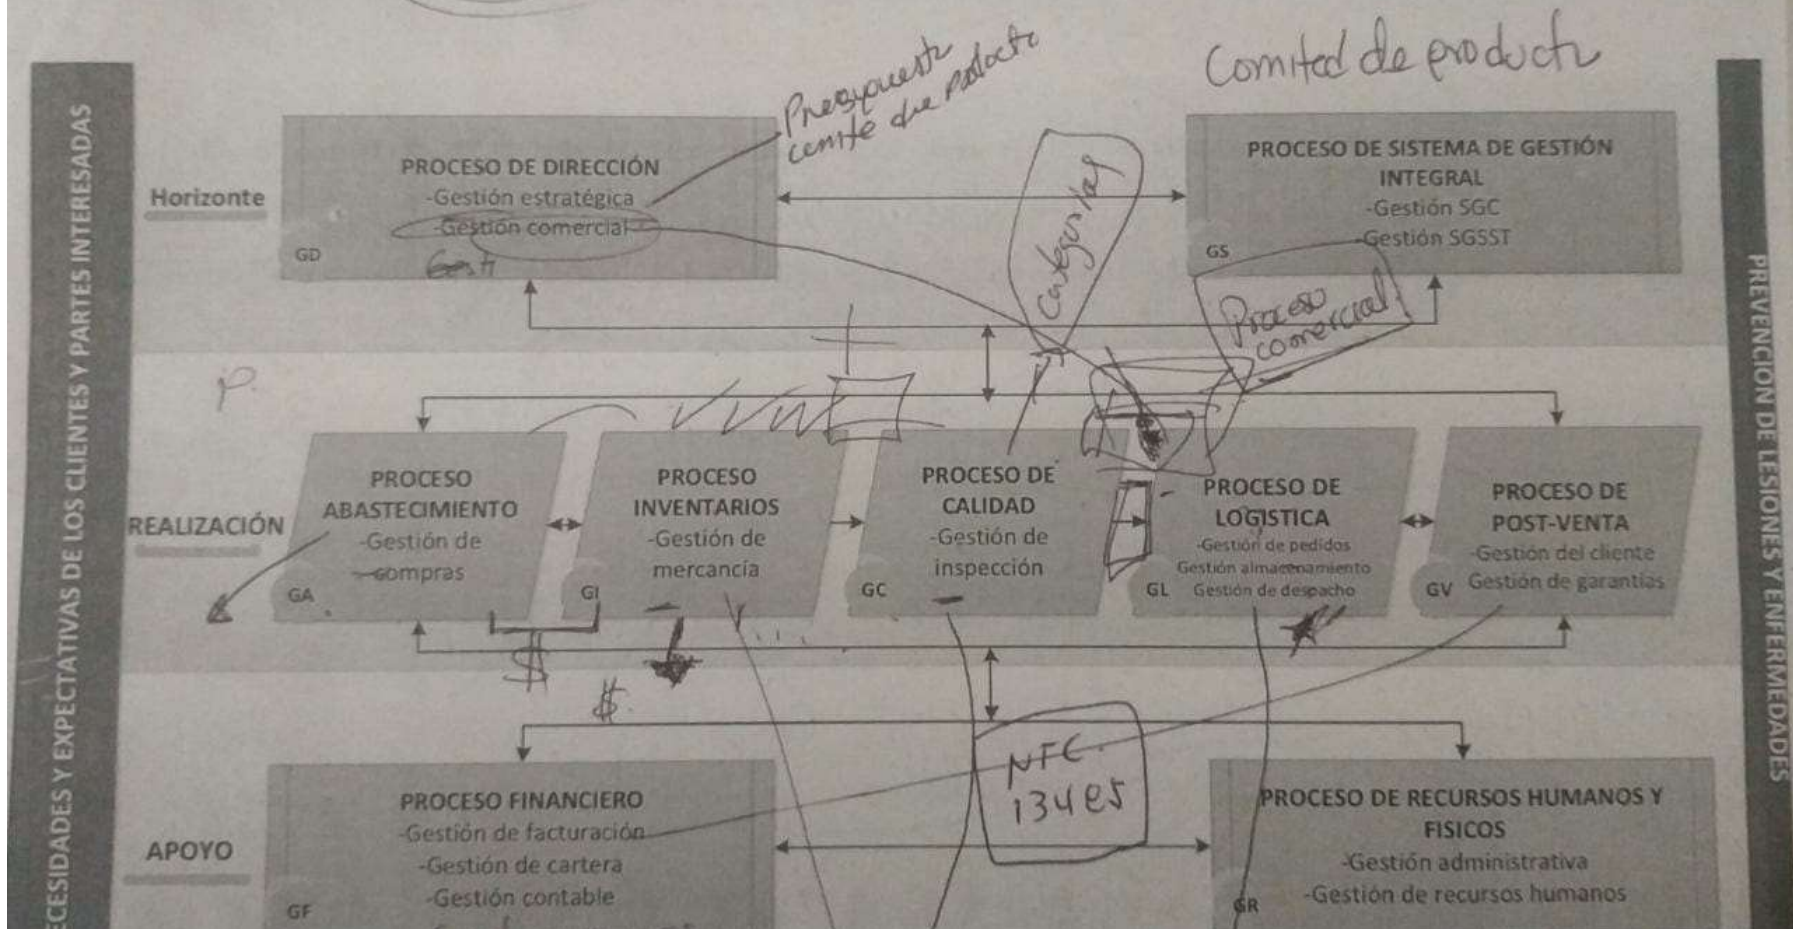 Comited de producto
Presupuesto
comité de producto
NECESIDADES Y EXPECTATIVAS DE LOS CLIENTES Y PARTES INTERESADAS
Horizonte
PROCESO DE DIRECCIÓN
-Gestión estratégica
-Gestión comercial
GD
Categorías
PROCESO DE SISTEMA DE GESTIÓN
INTEGRAL
-Gestión SGC
-Gestión SGSST
GS
Proceso
comercial
PREVENCION DE LESIONES Y ENFERMEDADES
REALIZACIÓN
PROCESO
ABASTECIMIENTO
-Gestión de
compras
GA
PROCESO
INVENTARIOS
-Gestión de
mercancía
GI
PROCESO DE
CALIDAD
-Gestión de
inspección
GC
PROCESO DE
LOGISTICA
-Gestión de pedidos
Gestión almacenamiento
Gestión de despacho
GL
PROCESO DE
POST-VENTA
-Gestión del cliente
Gestión de garantías
GV
$
$
NTC
APOYO
PROCESO FINANCIERO
-Gestión de facturación
-Gestión de cartera
-Gestión contable
GF
PROCESO DE RECURSOS HUMANOS Y
FISICOS
-Gestión administrativa
-Gestión de recursos humanos
GR